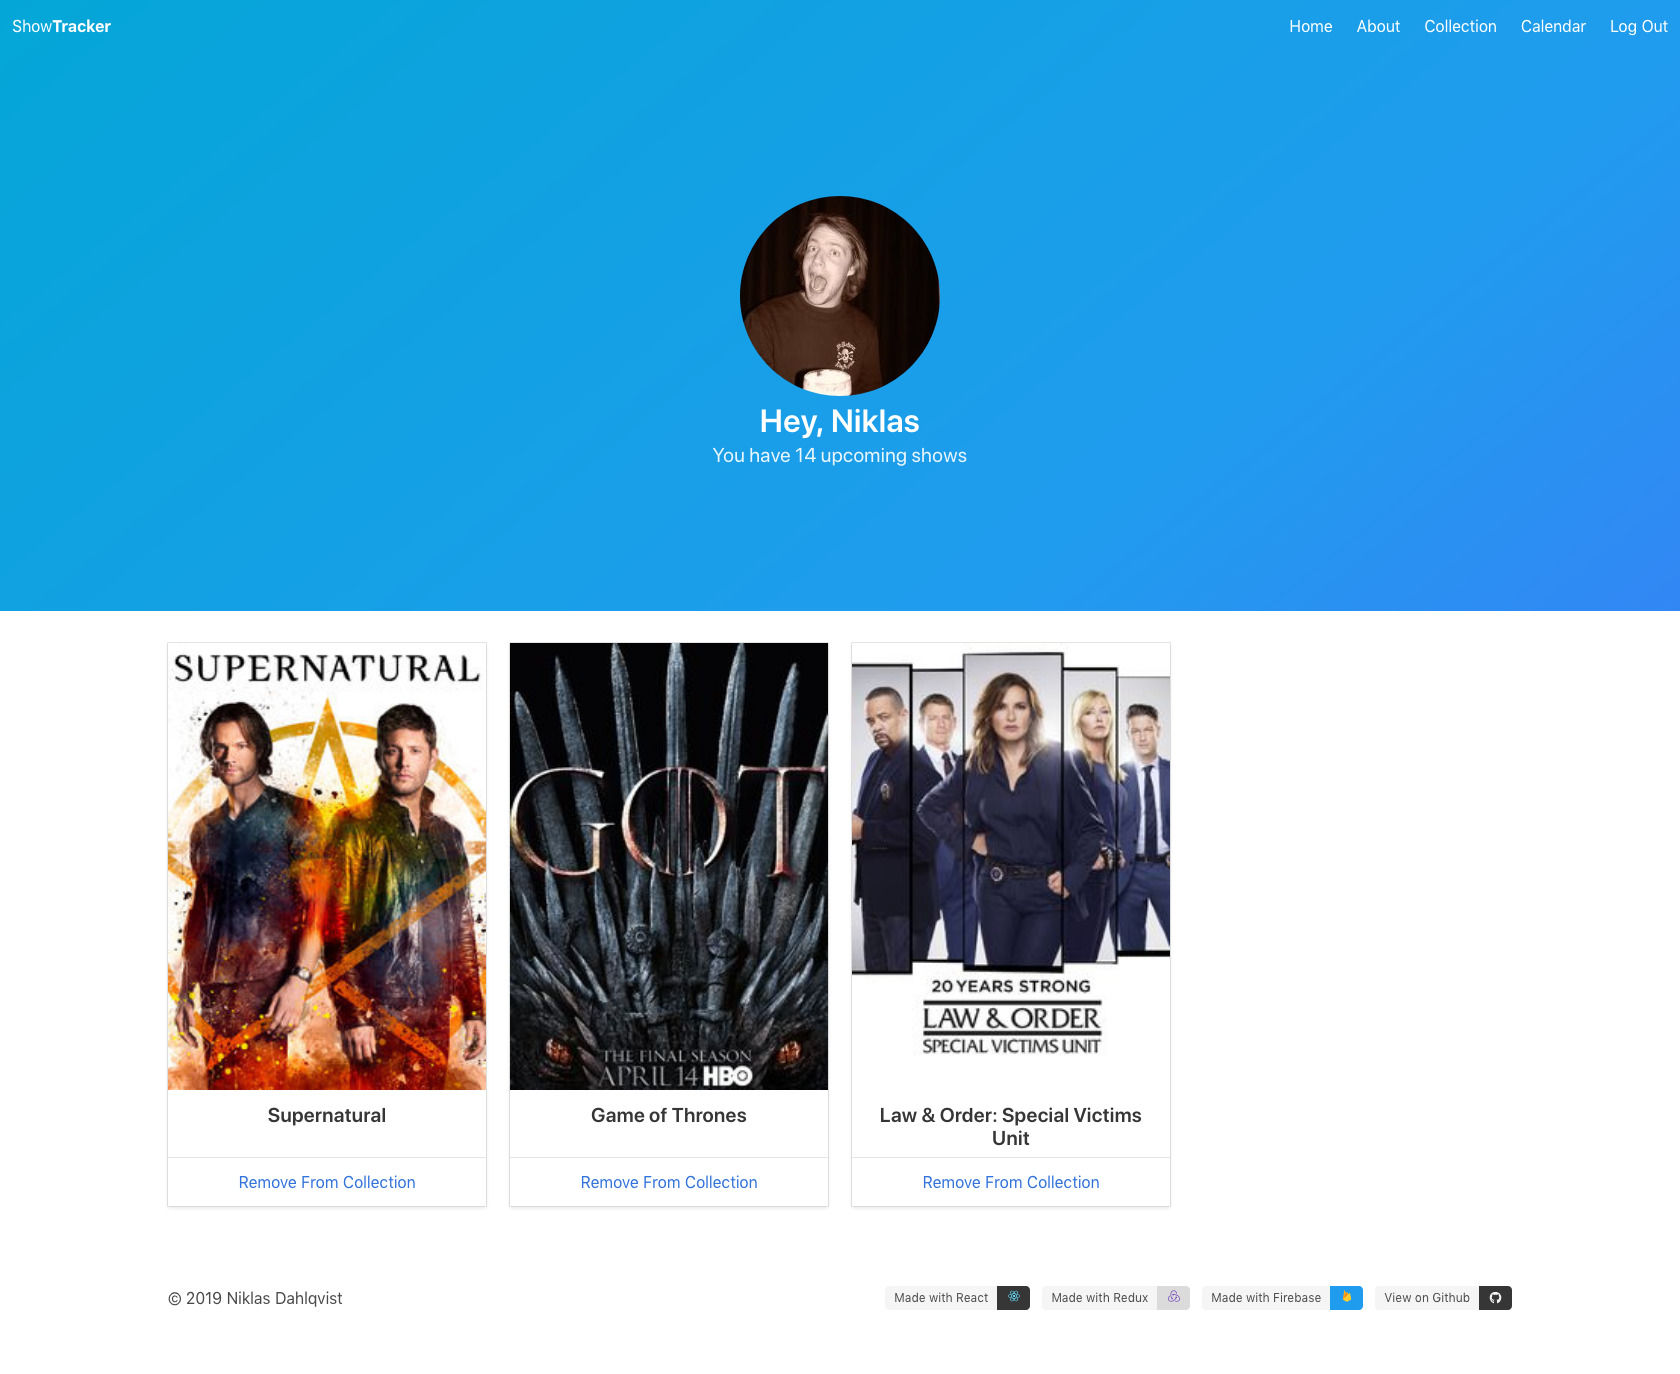 ShowTracker
Home About Collection Calendar Log Out
Hey, Niklas
You have 14 upcoming shows
SUPERNATURAL
Supernatural
Remove From Collection
GOT
THE FINAL SEASON
APRIL 14 HBO
Game of Thrones
Remove From Collection
20 YEARS STRONG
LAW & ORDER
SPECIAL VICTIMS UNIT
Law & Order: Special Victims
Unit
Remove From Collection
© 2019 Niklas Dahlqvist
Made with React
Made with Redux
Made with Firebase
View on Github